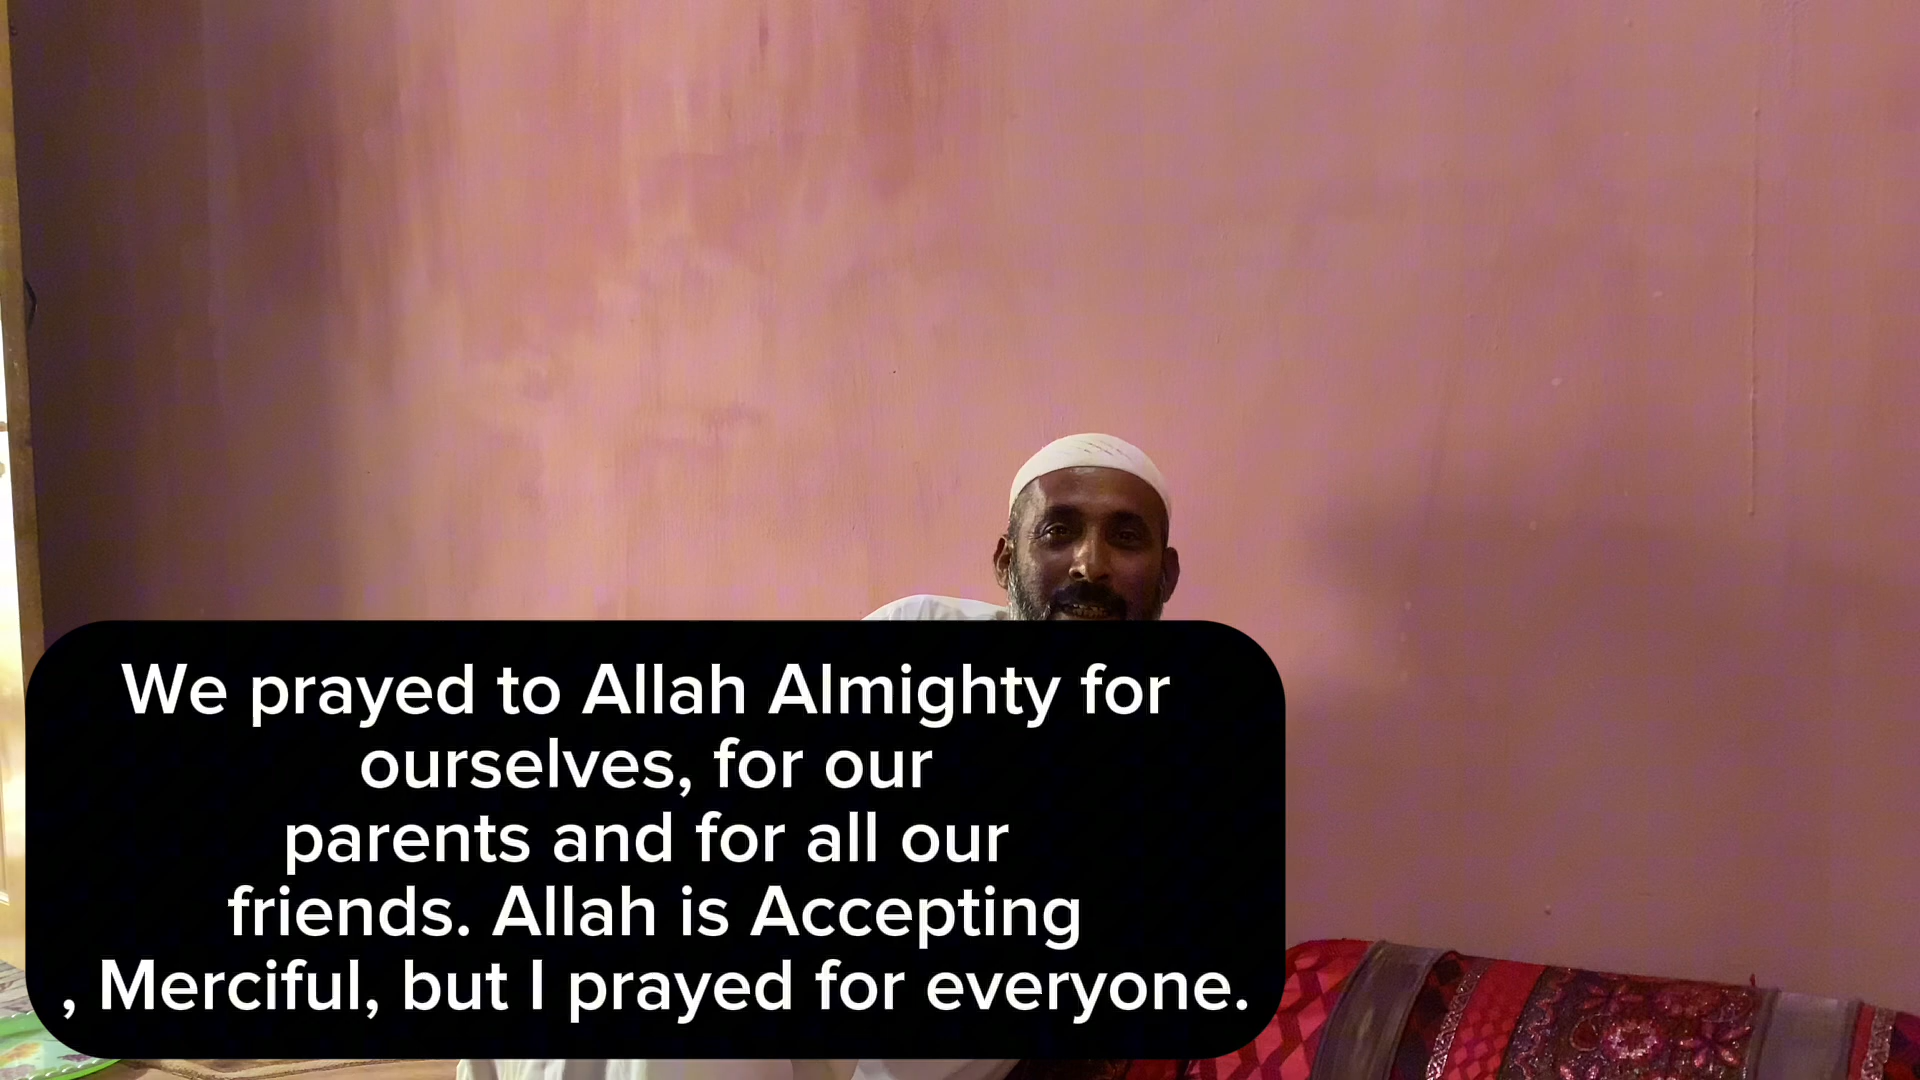 We prayed to Allah Almighty for
ourselves, for our
parents and for all our
friends. Allah is Accepting
, Merciful, but I prayed for everyone.